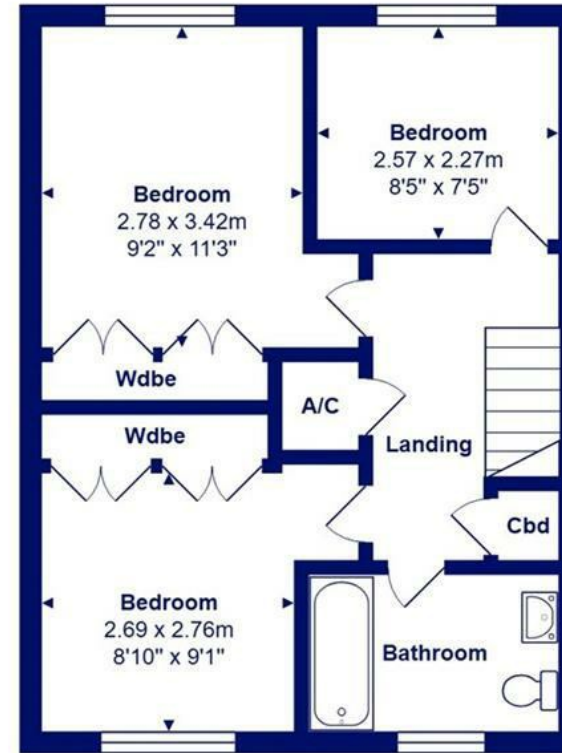 Bedroom
2.57 x 2.27m
8'5" x 7'5"
Bedroom
2.78 x 3.42m
9'2" x 11'3"
Wdbe
A/C
Wdbe
Landing
Cbd
Bedroom
2.69 x 2.76m
8'10" x 9'1"
Bathroom